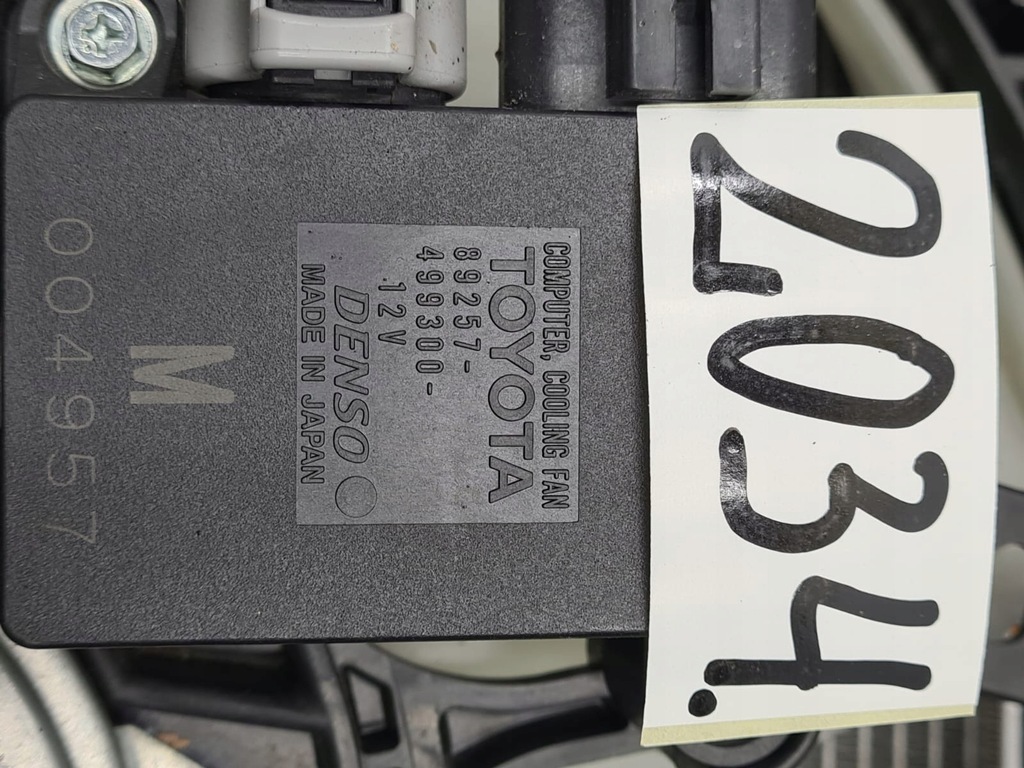 2034.
COMPUTER, COOLING FAN
TOYOTA
89257-
499300-
12V
DENSO
MADE IN JAPAN
M
004957